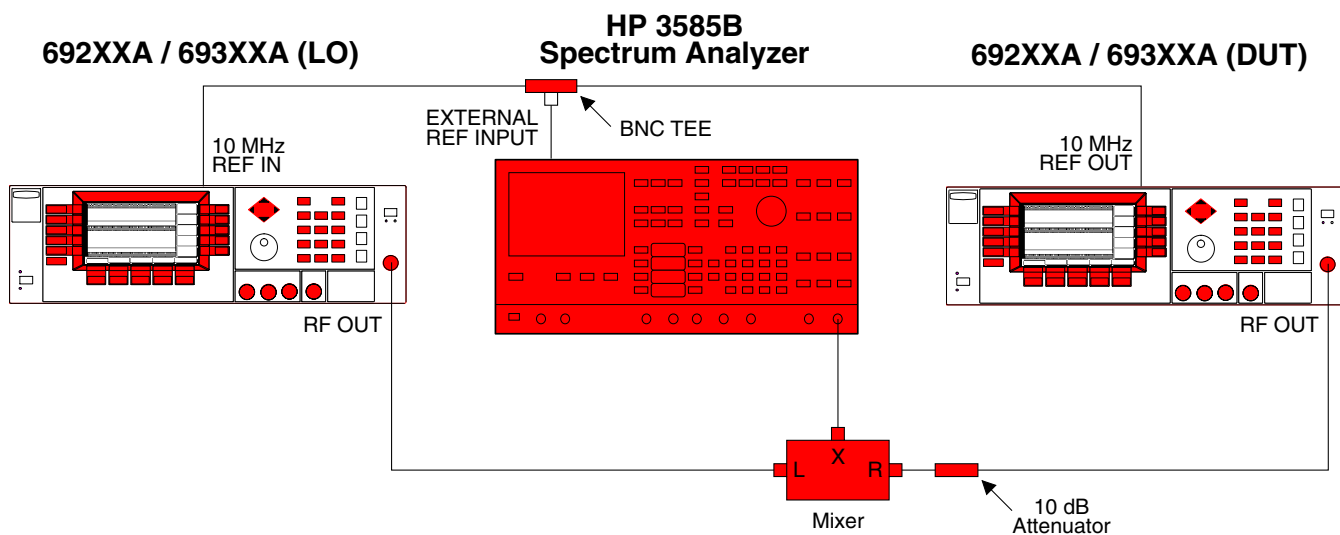 HP 3585B
Spectrum Analyzer
692XXA / 693XXA (LO)
692XXA / 693XXA (DUT)
EXTERNAL
REF INPUT
BNC TEE
10 MHz
REF IN
10 MHz
REF OUT
RF OUT
RF OUT
L
X
R
Mixer
10 dB
Attenuator